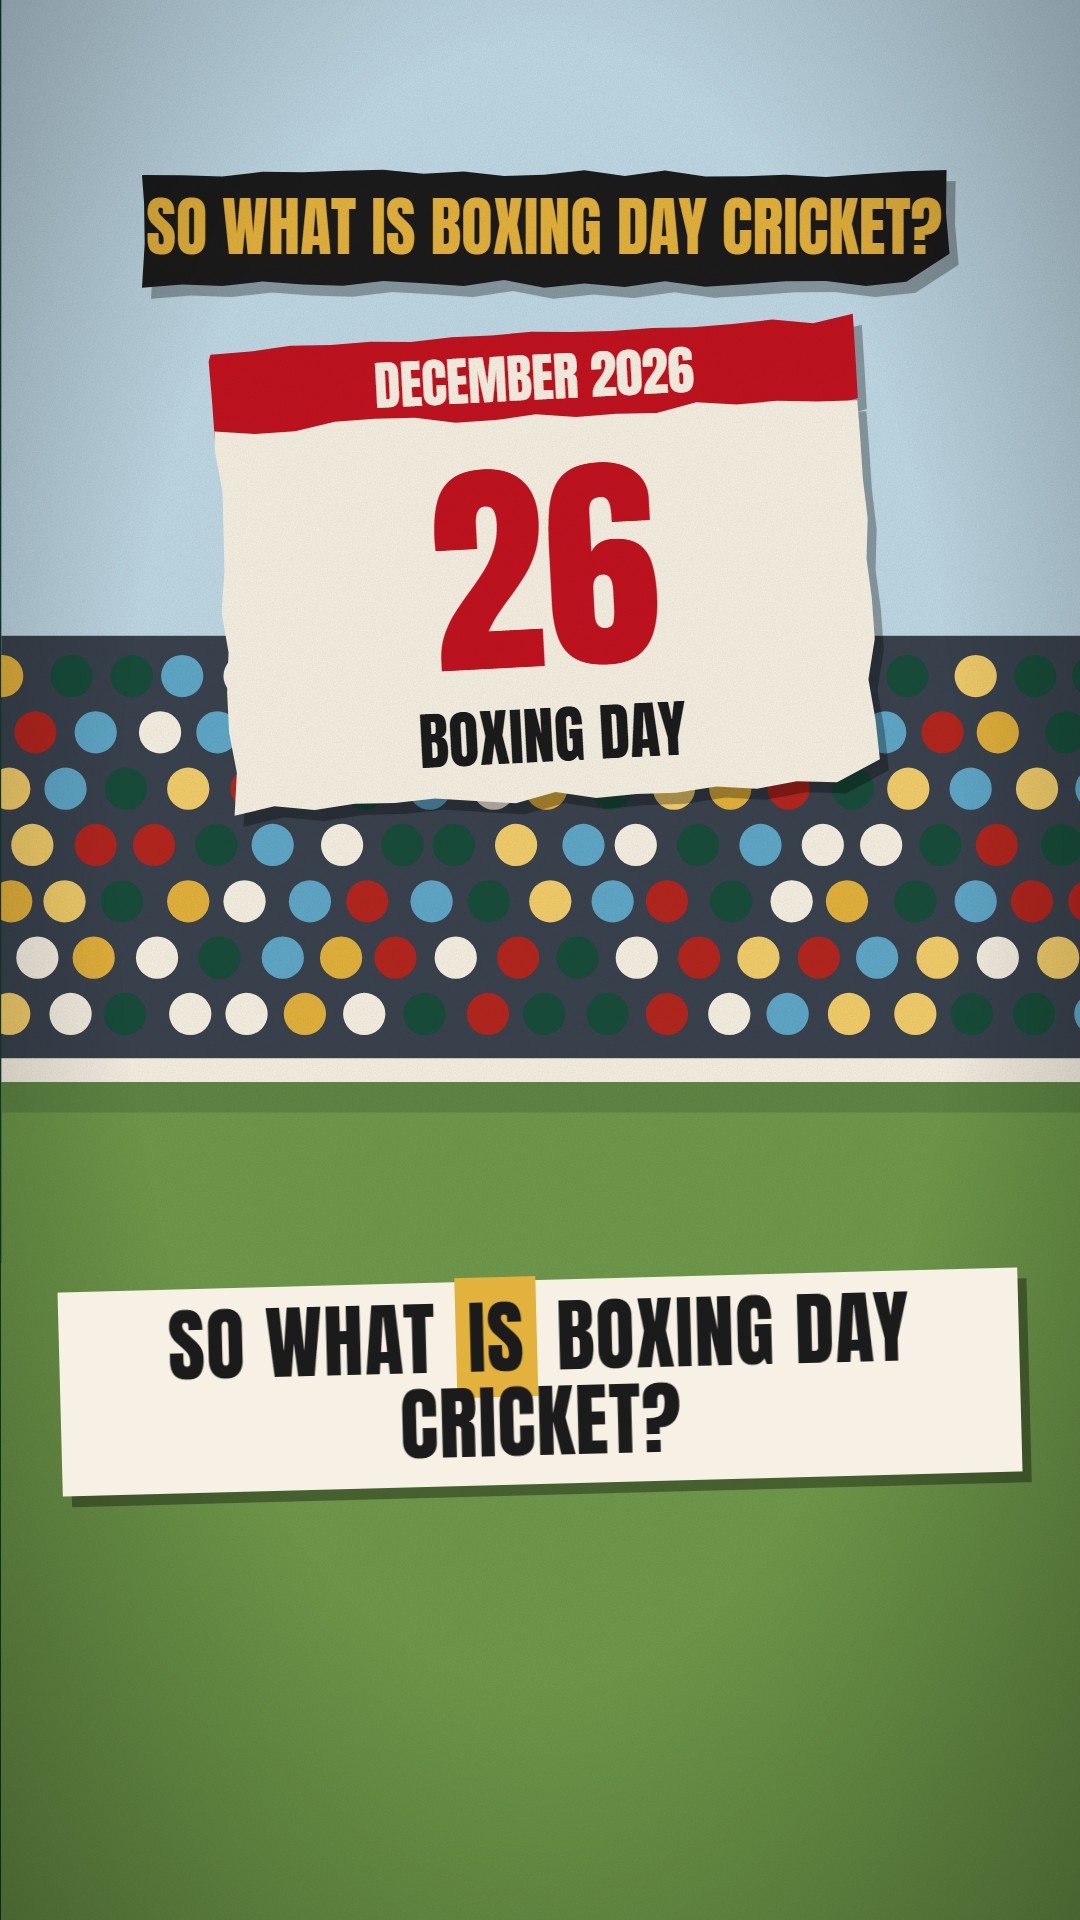 SO WHAT IS BOXING DAY CRICKET?
DECEMBER 2026
26
BOXING DAY
SO WHAT IS BOXING DAY
CRICKET?